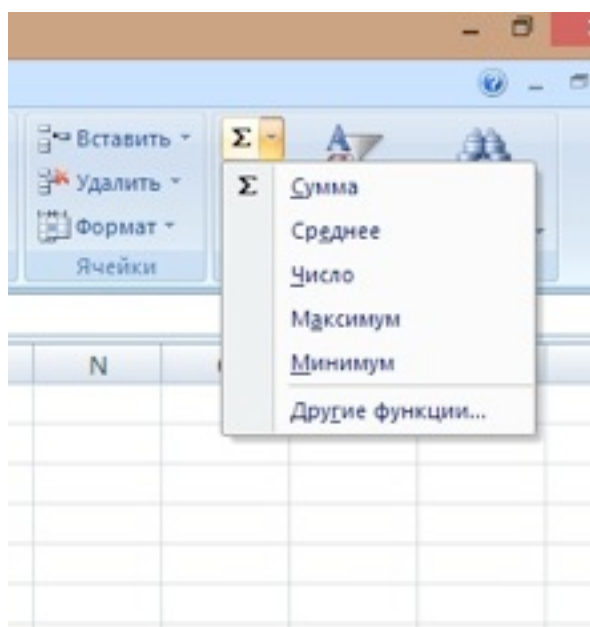 Вставить
Удалить
Формат
Ячейки
Σ
Σ Сумма
Среднее
Число
Максимум
Минимум
Другие функции...
N